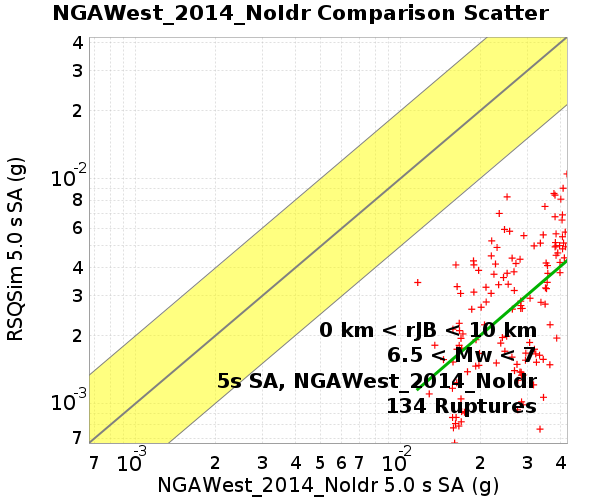 NGAWest_2014_NoIdr Comparison Scatter
RSQSim 5.0 s SA (g)
4
3
2
10-2
8
6
4
3
2
10-3
7
0 km < rJB < 10 km
6.5 < Mw < 7
5s SA, NGAWest_2014_NoIdr
134 Ruptures
7 10-3 2 3 4 5 6 7 10-2 2 3 4
NGAWest_2014_NoIdr 5.0 s SA (g)